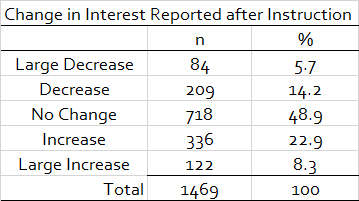 Change in Interest Reported after Instruction
n %
Large Decrease 84 5.7
Decrease 209 14.2
No Change 718 48.9
Increase 336 22.9
Large Increase 122 8.3
Total 1469 100